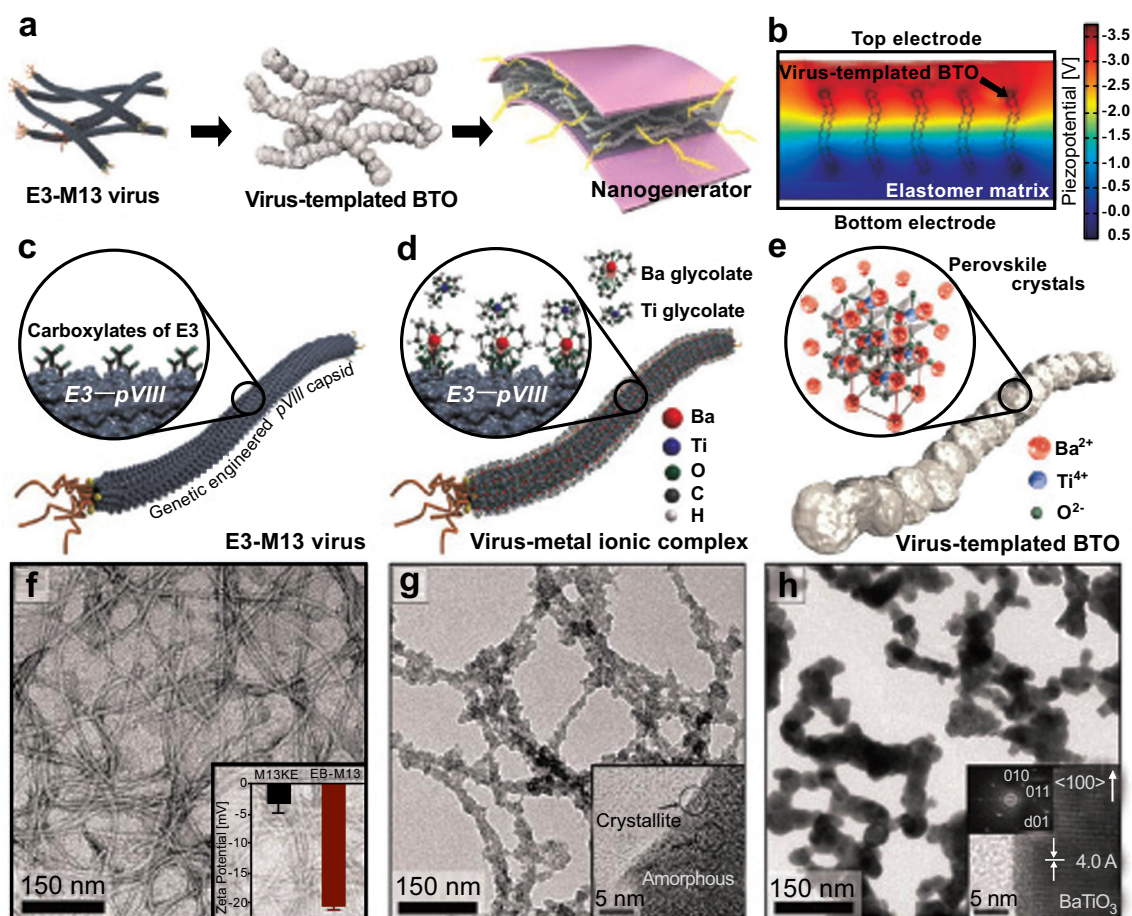 a
E3-M13 virus
Virus-templated BTO
Nanogenerator
b
Top electrode
Virus-templated BTO
Elastomer matrix
Bottom electrode
Piezopotential [V]
-3.5
-3.0
-2.5
-2.0
-1.5
-1.0
-0.0
0.5
c
Carboxylates of E3
E3—pVIII
Genetic engineered pVIII capsid
E3-M13 virus
d
Ba glycolate
Ti glycolate
E3—pVIII
Ba
Ti
O
C
H
Virus-metal ionic complex
e
Perovskile
crystals
Ba2+
Ti4+
O2-
Virus-templated BTO
f
150 nm
M13KE EB-M13
Zeta Potential [mV]
0
-5
-10
-15
-20
g
150 nm
Crystallite
Amorphous
5 nm
h
150 nm
010
011
d01
<100>
4.0 A
5 nm
BaTiO3